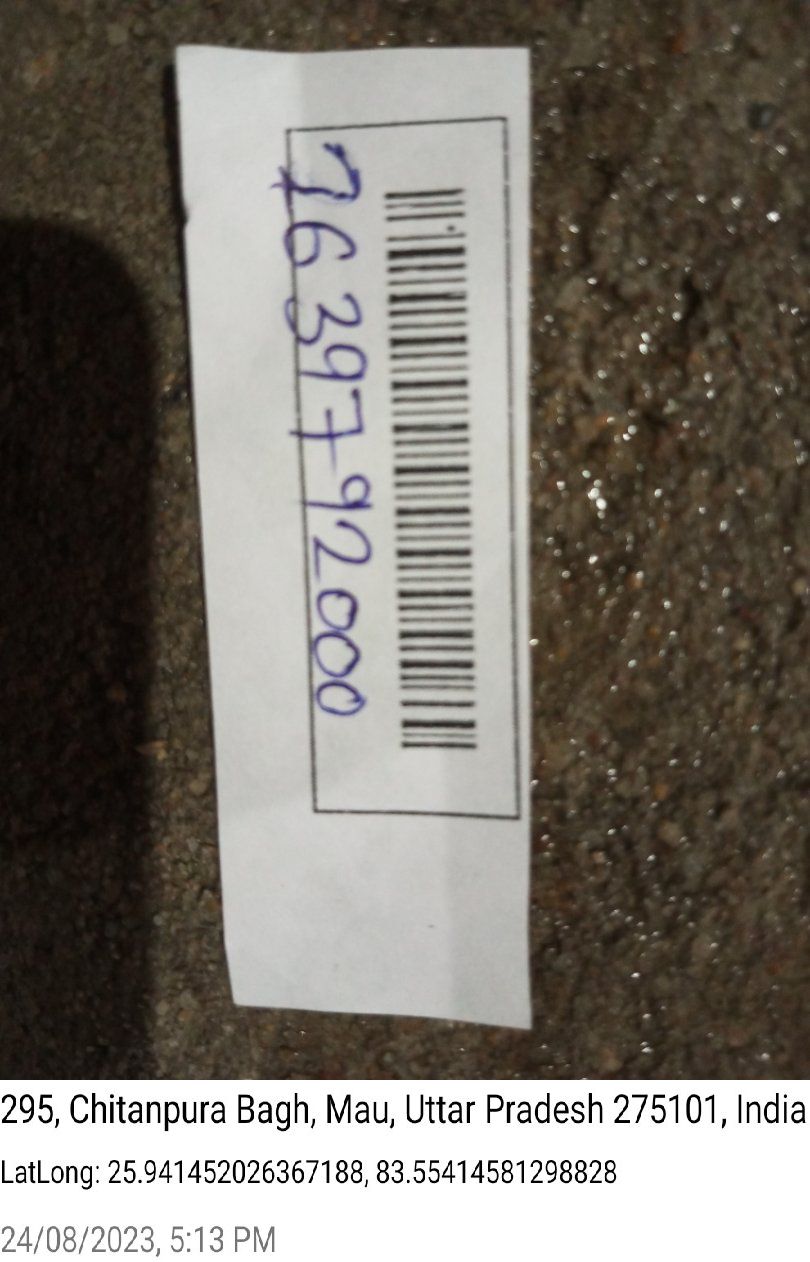 1639792000
295, Chitanpura Bagh, Mau, Uttar Pradesh 275101, India
LatLong: 25.941452026367188, 83.55414581298828
24/08/2023, 5:13 PM